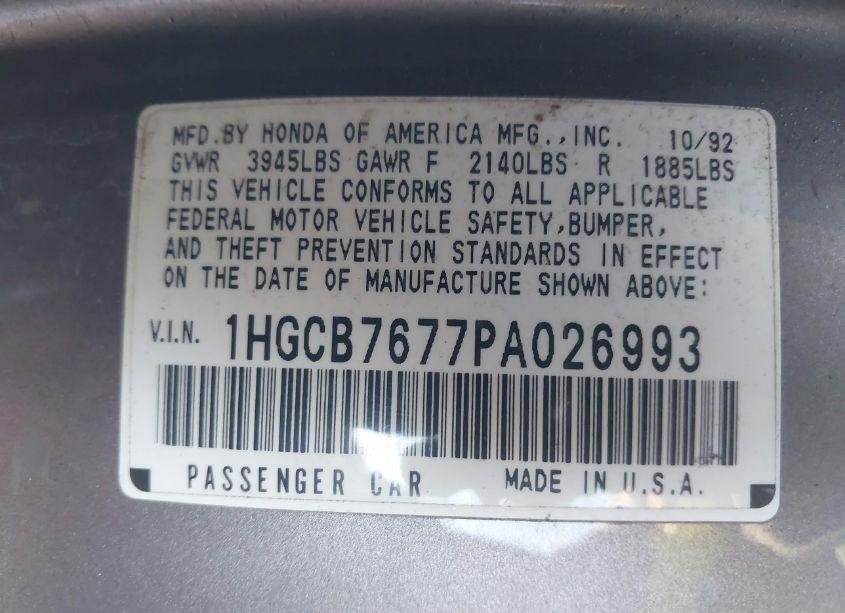 MFD.BY HONDA OF AMERICA MFG.,INC. 10/92
GVWR 3945LBS GAWR F 2140LBS R 1885LBS
THIS VEHICLE CONFORMS TO ALL APPLICABLE
FEDERAL MOTOR VEHICLE SAFETY,BUMPER,
AND THEFT PREVENTION STANDARDS IN EFFECT
ON THE DATE OF MANUFACTURE SHOWN ABOVE:
V.I.N. 1HGCB7677PA026993
PASSENGER CAR MADE IN U.S.A.